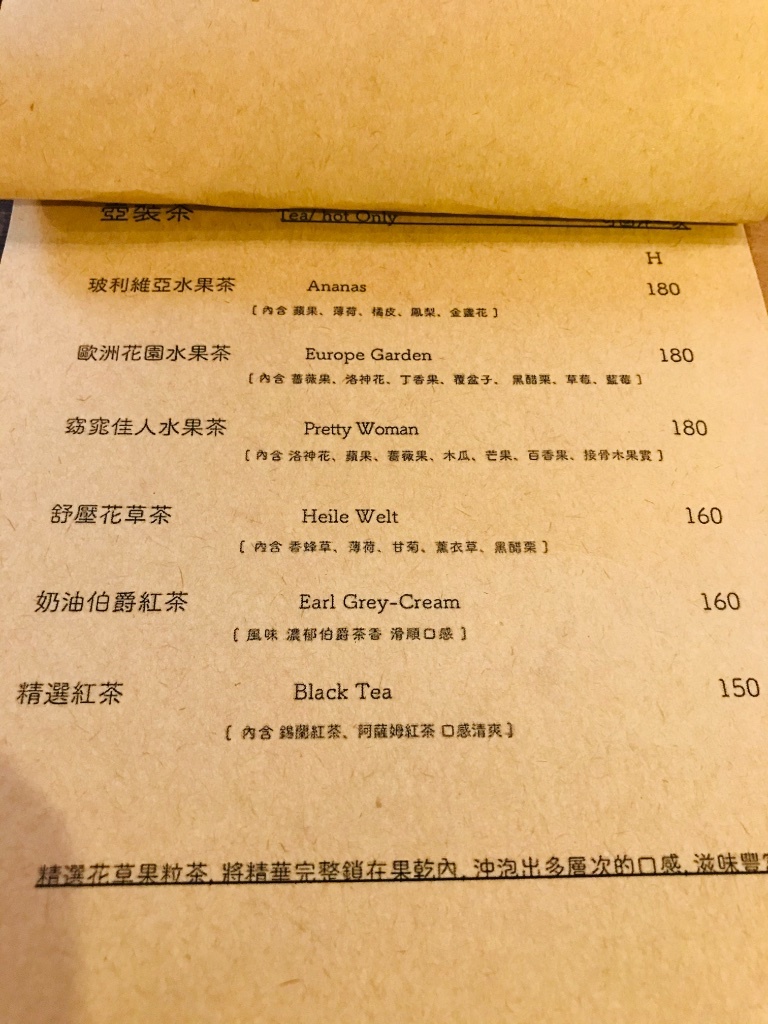 壺裝茶 Tea/ hot Only
H
玻利維亞水果茶 Ananas 180
[ 內含 蘋果、薄荷、橘皮、鳳梨、金盞花 ]
歐洲花園水果茶 Europe Garden 180
[ 內含 薔薇果、洛神花、丁香果、覆盆子、 黑醋栗、草莓、藍莓 ]
窈窕佳人水果茶 Pretty Woman 180
[ 內含 洛神花、蘋果、薔薇果、木瓜、芒果、百香果、接骨木果實 ]
舒壓花草茶 Heile Welt 160
[ 內含 香蜂草、薄荷、甘菊、薰衣草、黑醋栗 ]
奶油伯爵紅茶 Earl Grey-Cream 160
[ 風味 濃郁伯爵茶香 滑順口感 ]
精選紅茶 Black Tea 150
[ 內含 錫蘭紅茶、阿薩姆紅茶 口感清爽 ]
精選花草果粒茶, 將精華完整鎖在果乾內, 沖泡出多層次的口感, 滋味豐